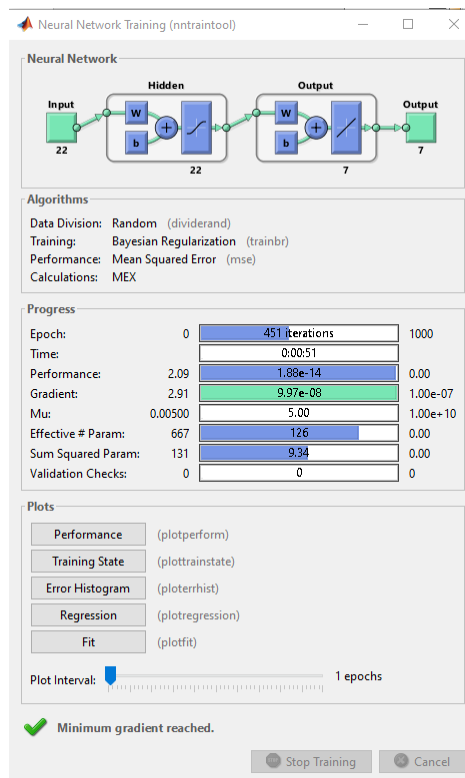 Neural Network Training (nntraintool)
Neural Network
Hidden Output
Input Output
W W
b b
22 7
22 7
Algorithms
Data Division: Random (dividerand)
Training: Bayesian Regularization (trainbr)
Performance: Mean Squared Error (mse)
Calculations: MEX
Progress
Epoch: 0 451 iterations 1000
Time: 0:00:51
Performance: 2.09 1.88e-14 0.00
Gradient: 2.91 9.97e-08 1.00e-07
Mu: 0.00500 5.00 1.00e+10
Effective # Param: 667 126 0.00
Sum Squared Param: 131 9.34 0.00
Validation Checks: 0 0 0
Plots
Performance (plotperform)
Training State (plottrainstate)
Error Histogram (ploterrhist)
Regression (plotregression)
Fit (plotfit)
Plot Interval: 1 epochs
Minimum gradient reached.
Stop Training Cancel